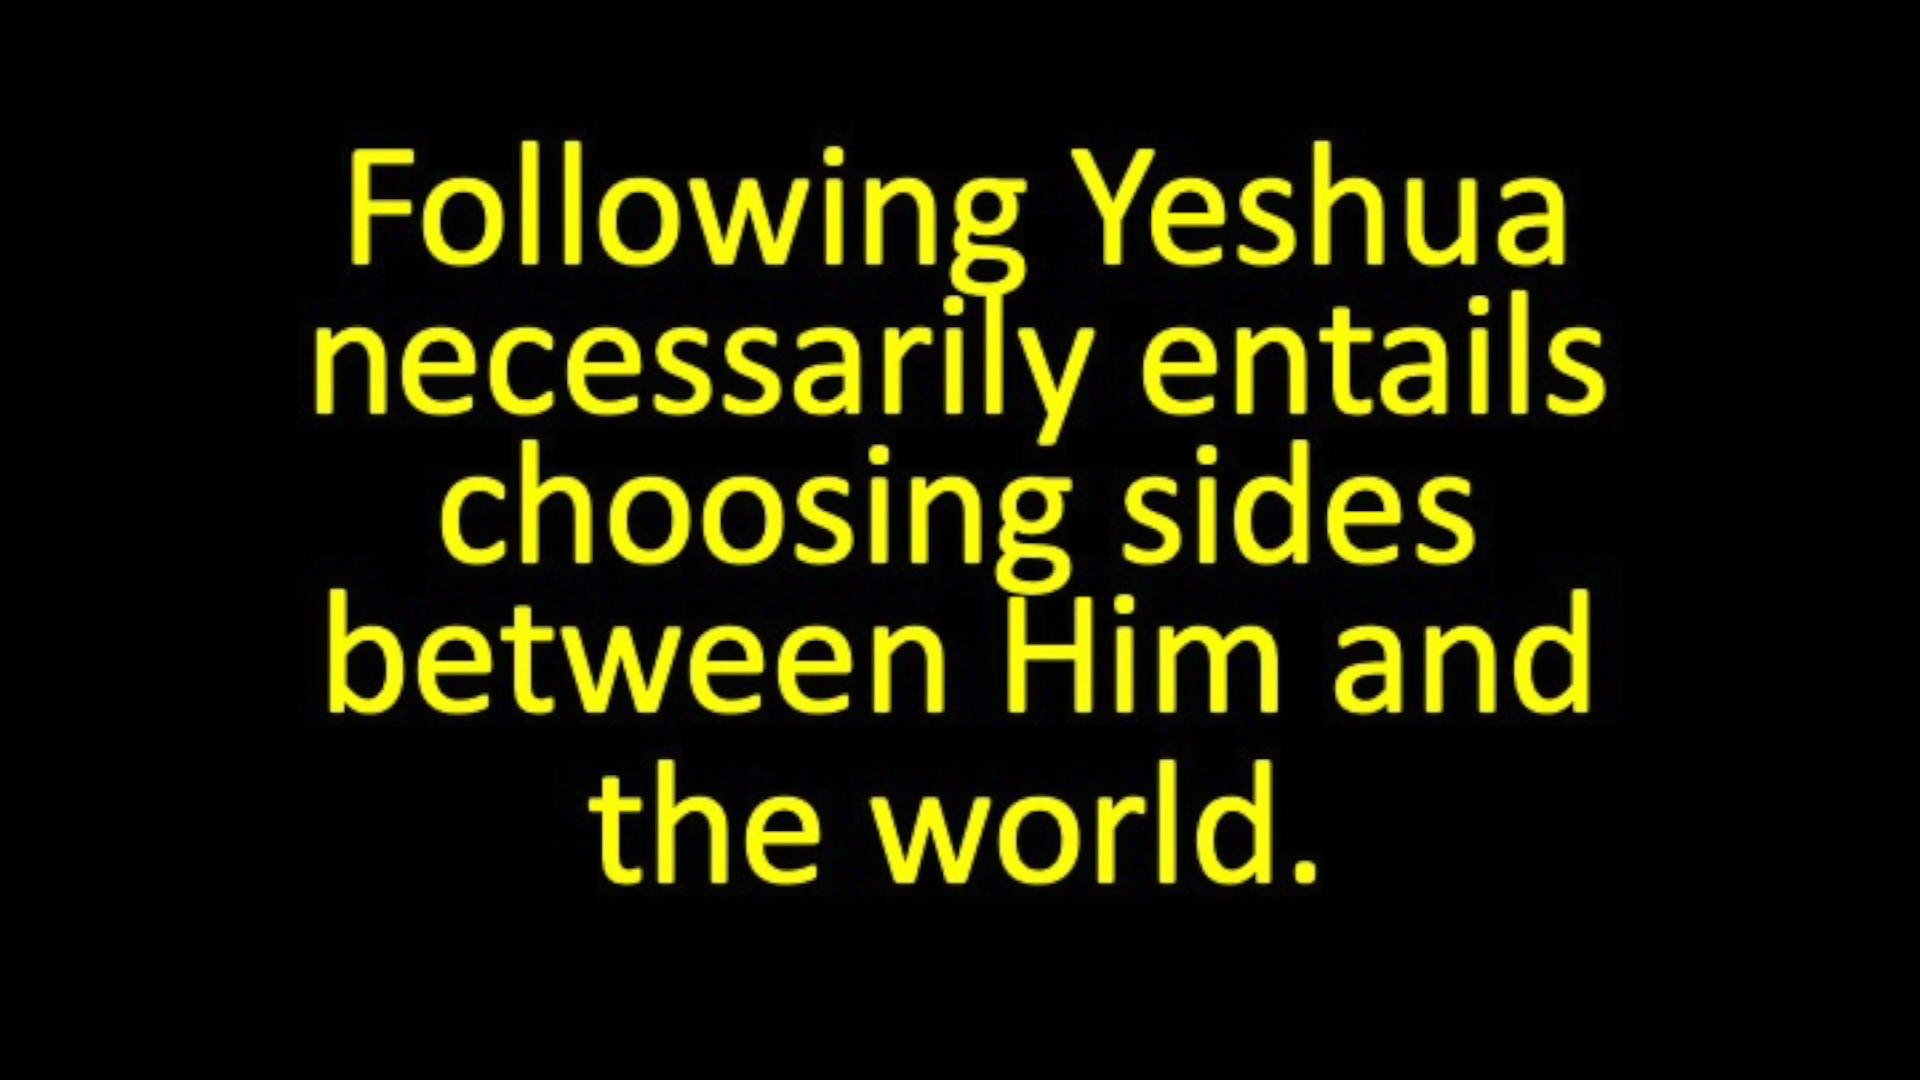 Following Yeshua
necessarily entails
choosing sides
between Him and
the world.